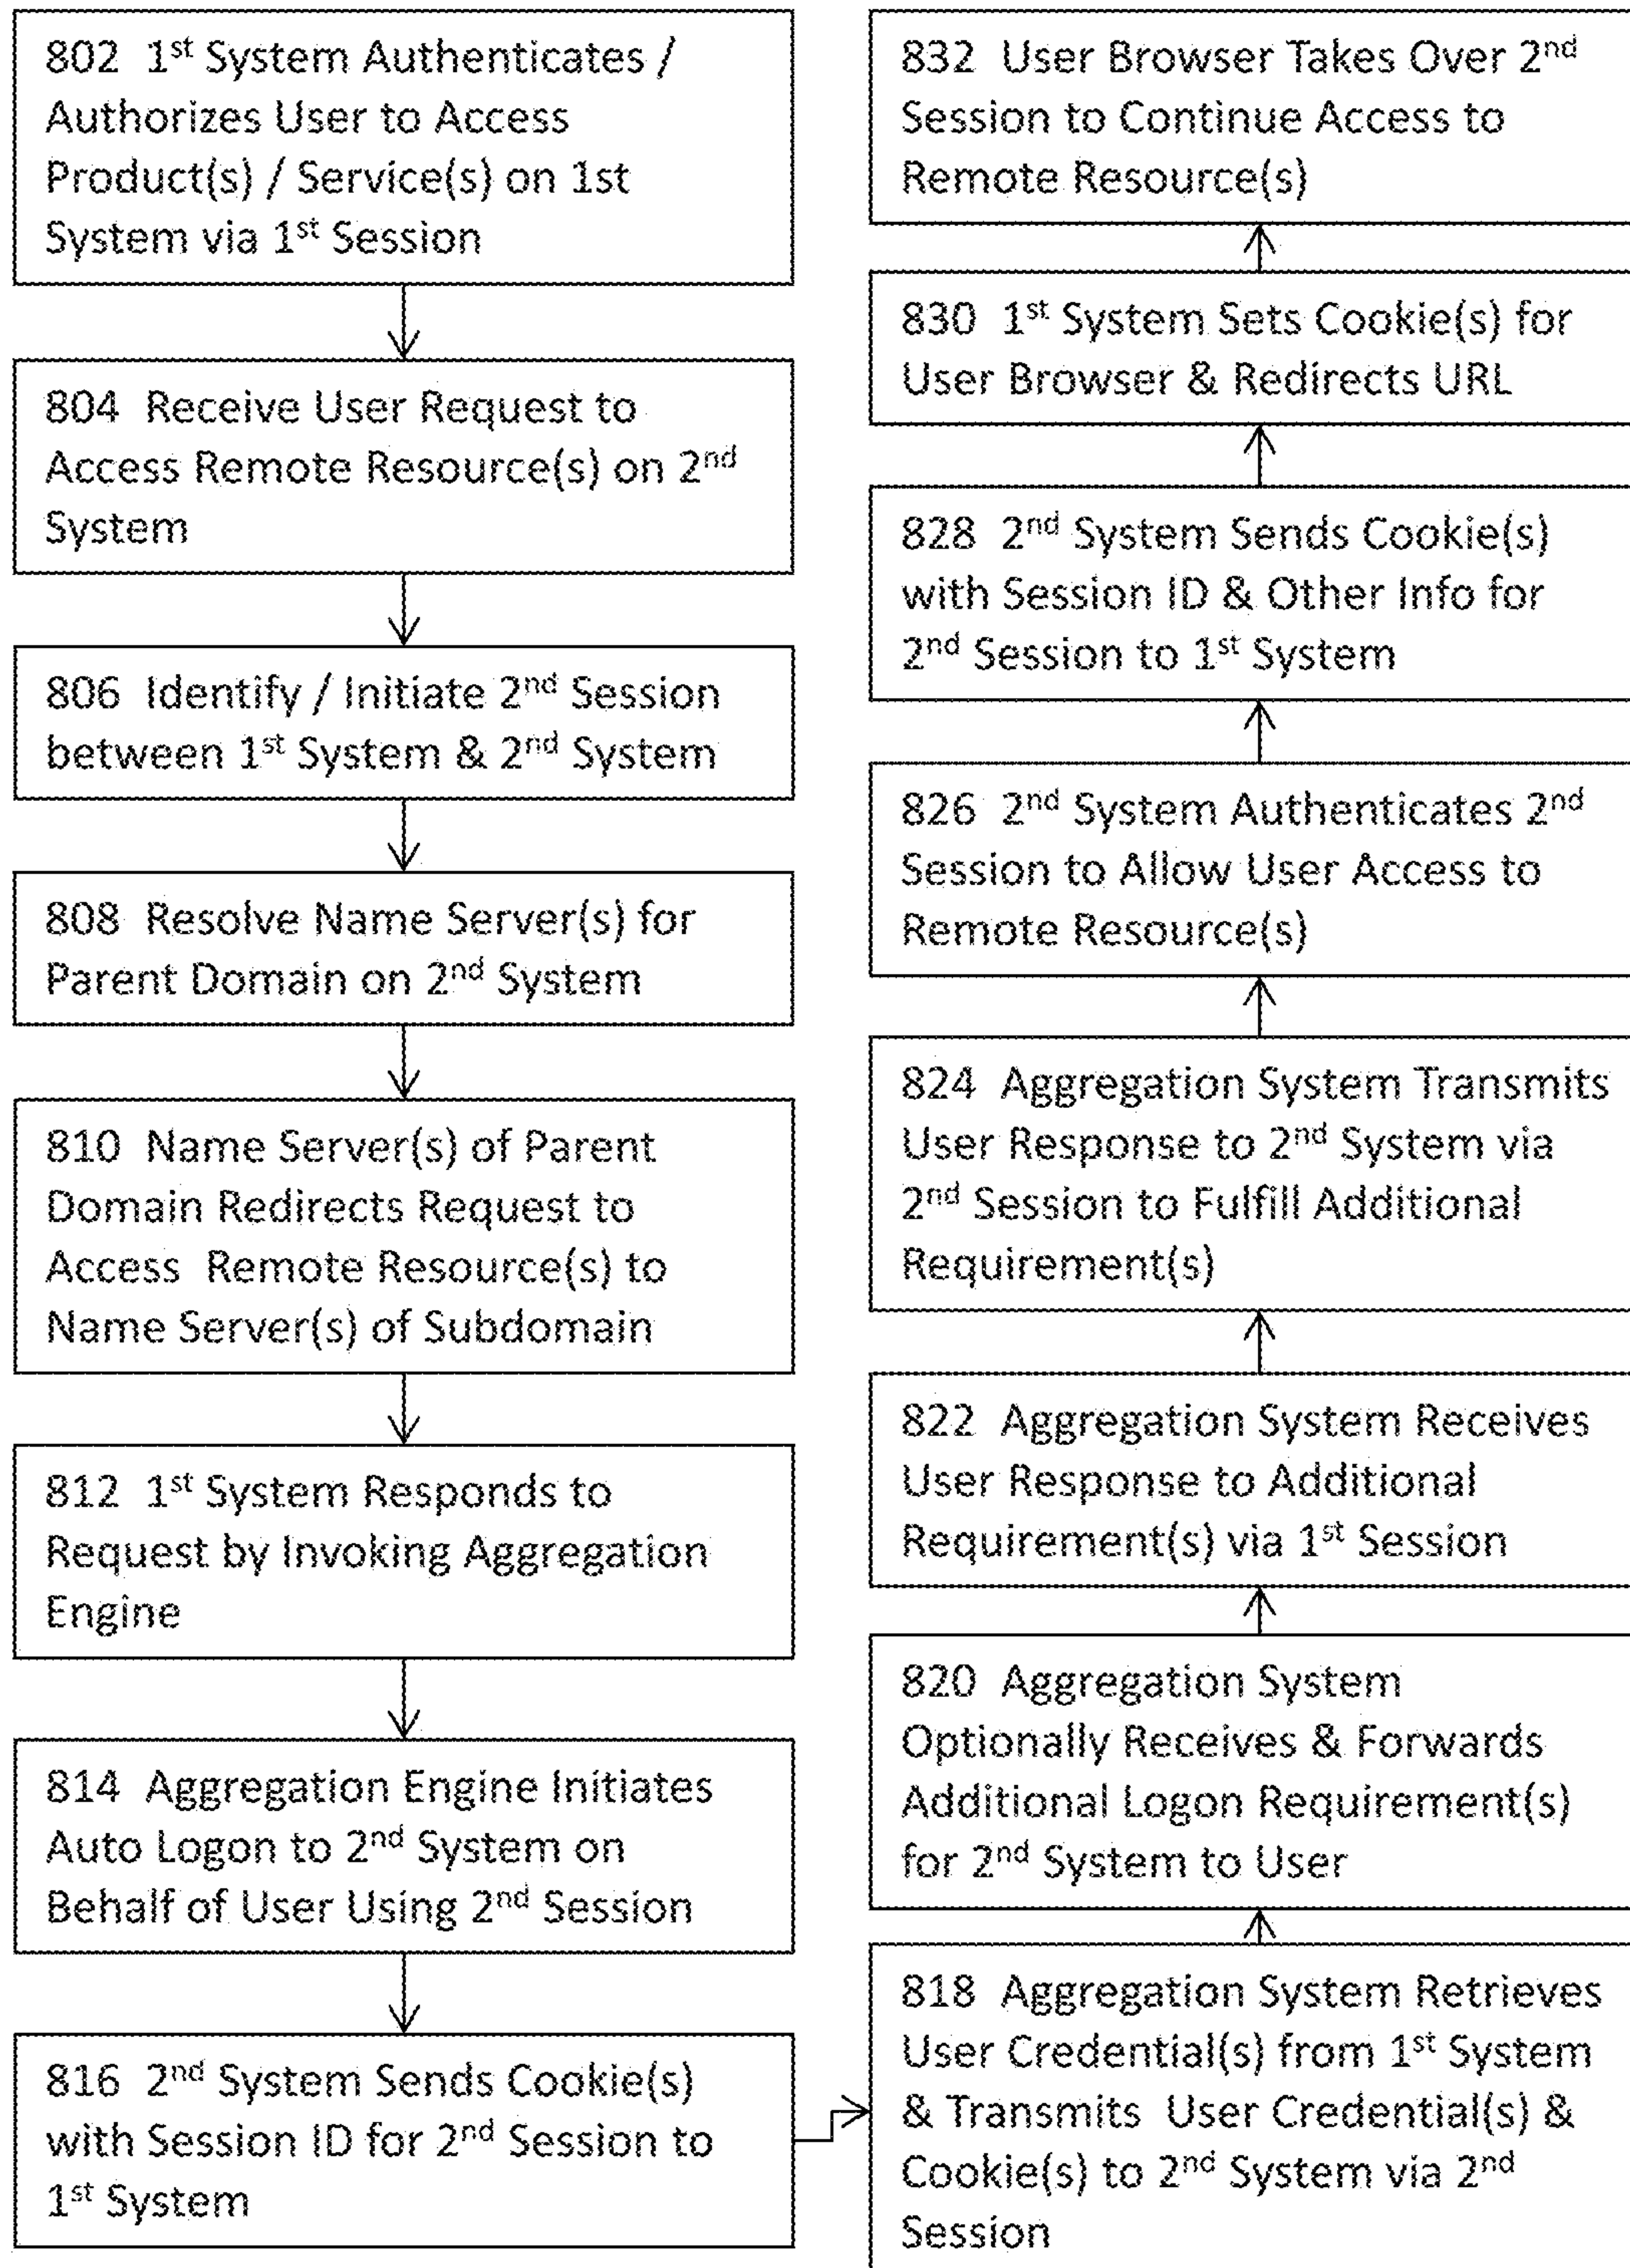 802 1st System Authenticates /
Authorizes User to Access
Product(s) / Service(s) on 1st
System via 1st Session
804 Receive User Request to
Access Remote Resource(s) on 2nd
System
806 Identify / Initiate 2nd Session
between 1st System & 2nd System
808 Resolve Name Server(s) for
Parent Domain on 2nd System
810 Name Server(s) of Parent
Domain Redirects Request to
Access Remote Resource(s) to
Name Server(s) of Subdomain
812 1st System Responds to
Request by Invoking Aggregation
Engine
814 Aggregation Engine Initiates
Auto Logon to 2nd System on
Behalf of User Using 2nd Session
816 2nd System Sends Cookie(s)
with Session ID for 2nd Session to
1st System
818 Aggregation System Retrieves
User Credential(s) from 1st System
& Transmits User Credential(s) &
Cookie(s) to 2nd System via 2nd
Session
820 Aggregation System
Optionally Receives & Forwards
Additional Logon Requirement(s)
for 2nd System to User
822 Aggregation System Receives
User Response to Additional
Requirement(s) via 1st Session
824 Aggregation System Transmits
User Response to 2nd System via
2nd Session to Fulfill Additional
Requirement(s)
826 2nd System Authenticates 2nd
Session to Allow User Access to
Remote Resource(s)
828 2nd System Sends Cookie(s)
with Session ID & Other Info for
2nd Session to 1st System
830 1st System Sets Cookie(s) for
User Browser & Redirects URL
832 User Browser Takes Over 2nd
Session to Continue Access to
Remote Resource(s)